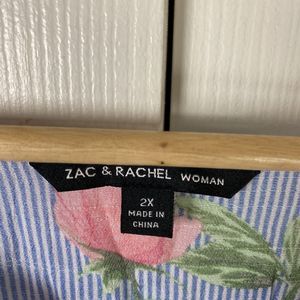 ZAC & RACHEL WOMAN
2X
MADE IN
CHINA